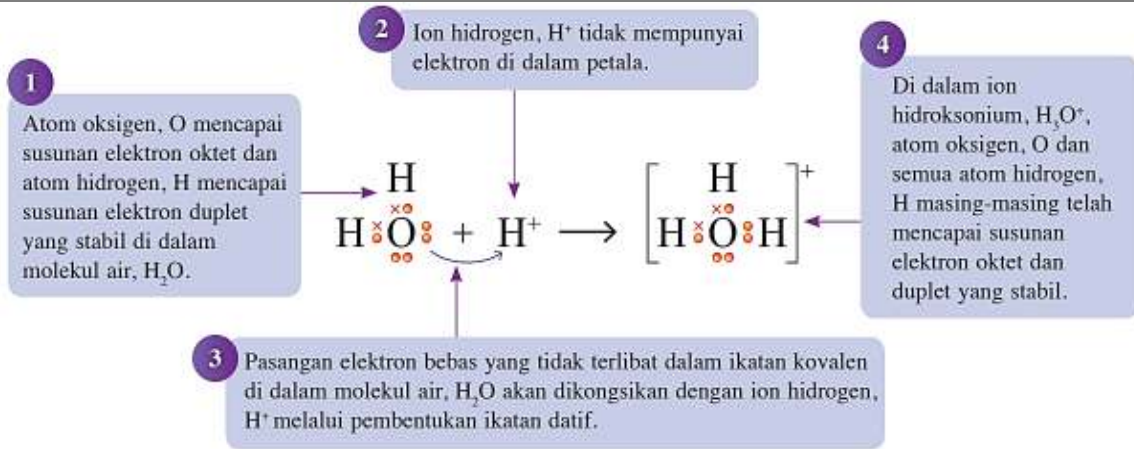 1
Atom oksigen, O mencapai
susunan elektron oktet dan
atom hidrogen, H mencapai
susunan elektron duplet
yang stabil di dalam
molekul air, H₂O.
2
Ion hidrogen, H⁺ tidak mempunyai
elektron di dalam petala.
H
H O + H⁺ ⟶ [H O H]⁺
H
3
Pasangan elektron bebas yang tidak terlibat dalam ikatan kovalen
di dalam molekul air, H₂O akan dikongsikan dengan ion hidrogen,
H⁺ melalui pembentukan ikatan datif.
4
Di dalam ion
hidroksonium, H₃O⁺,
atom oksigen, O dan
semua atom hidrogen,
H masing-masing telah
mencapai susunan
elektron oktet dan
duplet yang stabil.